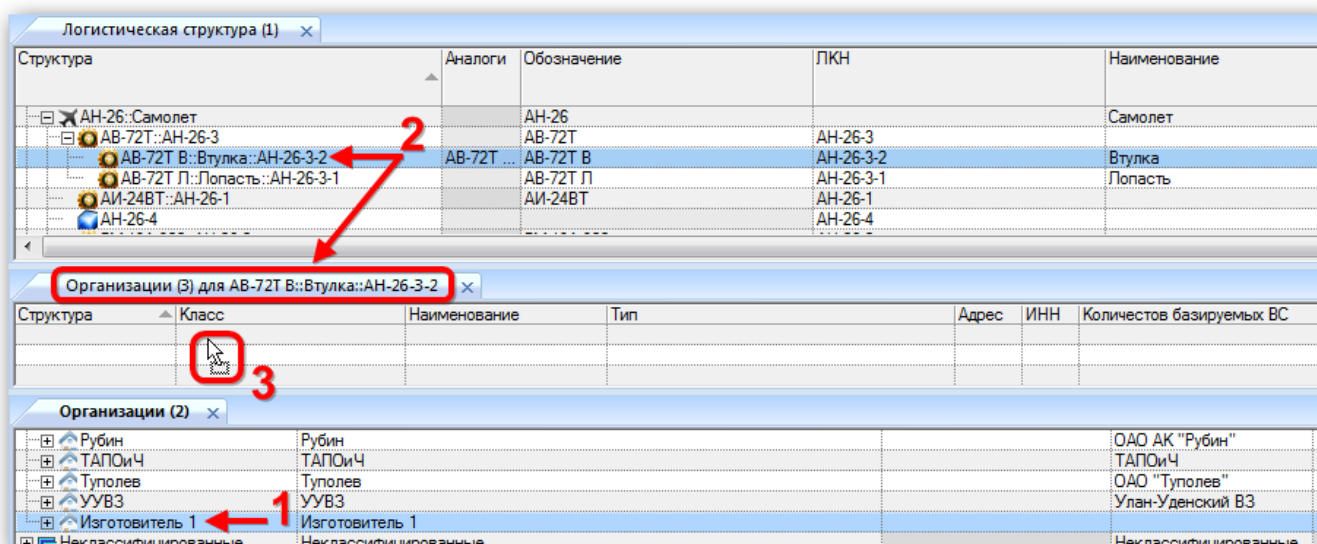 Логистическая структура (1)
Структура Аналоги Обозначение ЛКН Наименование
АН-26::Самолет АН-26 Самолет
АВ-72Т::АН-26-3 АВ-72Т АН-26-3
2
АВ-72Т В::Втулка::АН-26-3-2 АВ-72Т ... АВ-72Т В АН-26-3-2 Втулка
АВ-72Т Л::Лопасть::АН-26-3-1 АВ-72Т Л АН-26-3-1 Лопасть
АИ-24ВТ::АН-26-1 АИ-24ВТ АН-26-1
АН-26-4 АН-26-4
Организации (3) для АВ-72Т В::Втулка::АН-26-3-2
Структура Класс Наименование Тип Адрес ИНН Количестов базируемых ВС
3
Организации (2)
Рубин Рубин ОАО АК "Рубин"
ТАПОиЧ ТАПОиЧ ТАПОиЧ
Туполев Туполев ОАО "Туполев"
УУВЗ УУВЗ Улан-Уденский ВЗ
Изготовитель 1 1 Изготовитель 1
Неклассифицированные Неклассифицированные Неклассифицированные